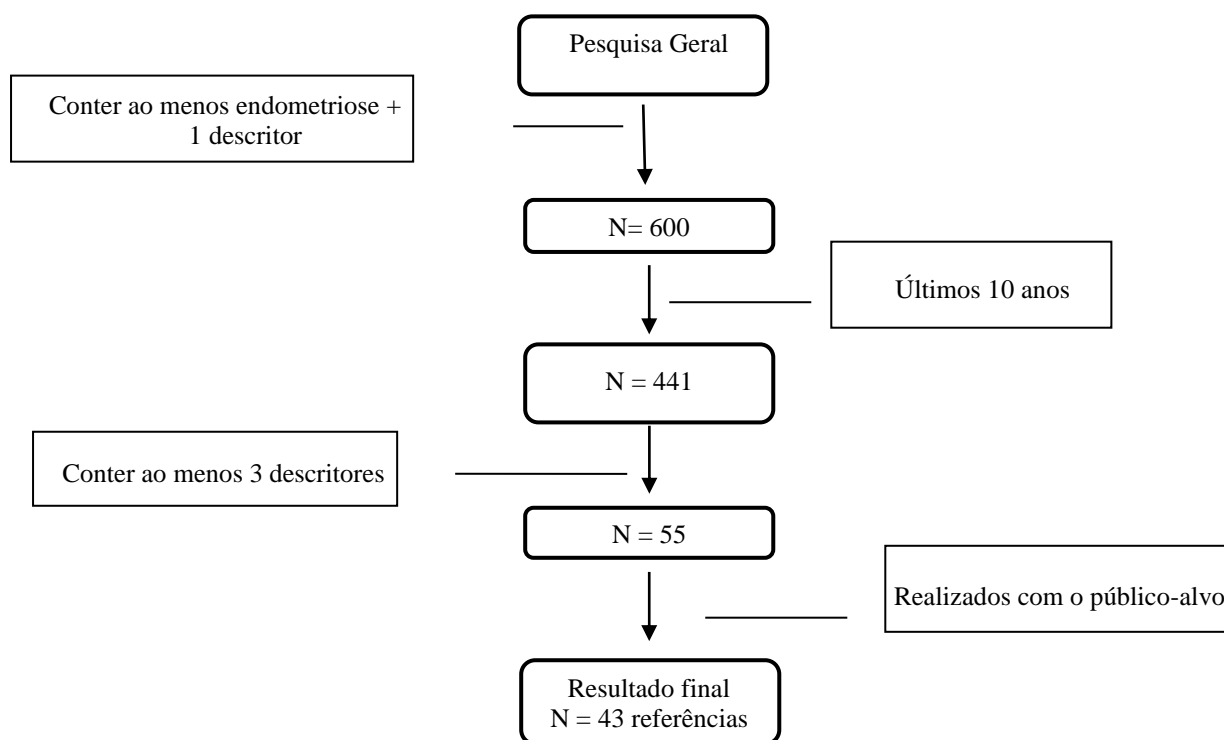 Pesquisa Geral
Conter ao menos endometriose +
1 descritor
N= 600
Últimos 10 anos
N = 441
Conter ao menos 3 descritores
N = 55
Realizados com o público-alvo
Resultado final
N = 43 referências